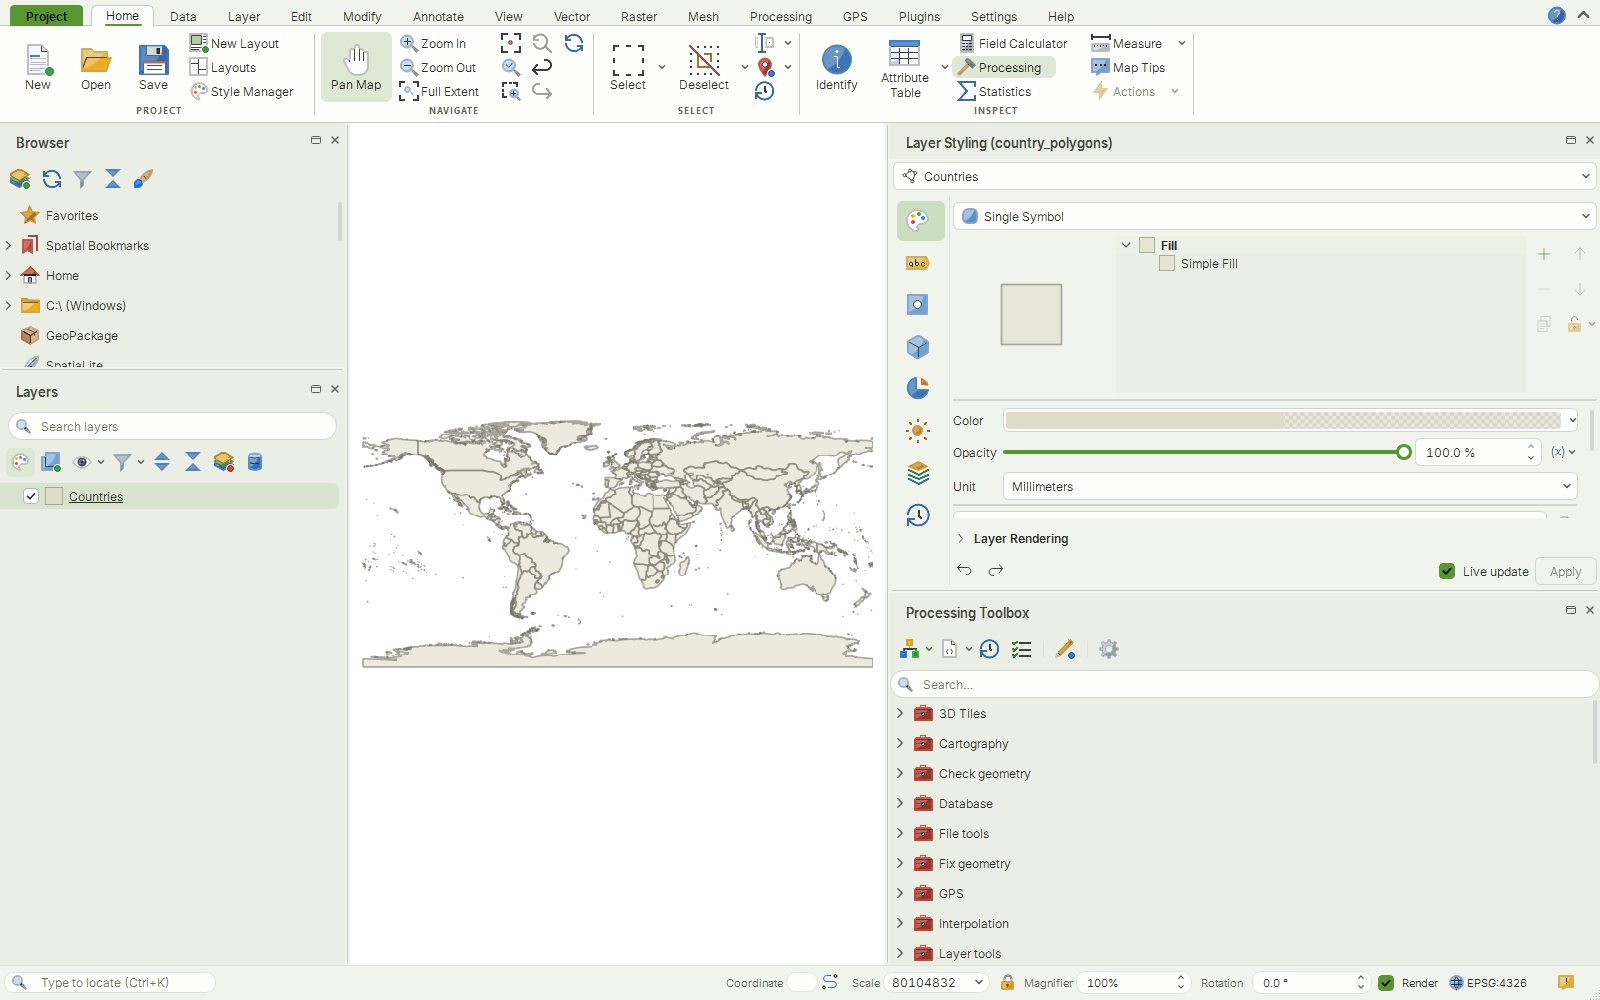 Project Home Data Layer Edit Modify Annotate View Vector Raster Mesh Processing GPS Plugins Settings Help
New
Open
Save
New Layout
Layouts
Style Manager
PROJECT
Pan Map
Zoom In
Zoom Out
Full Extent
NAVIGATE
Select
Deselect
SELECT
Identify
Attribute
Table
Field Calculator
Processing
Statistics
Measure
Map Tips
Actions
INSPECT
Browser
Favorites
Spatial Bookmarks
Home
C:\ (Windows)
GeoPackage
SpatiaLite
Layers
Search layers
Countries
Layer Styling (country_polygons)
Countries
abc
Single Symbol
Fill
Simple Fill
Color
Opacity 100.0 %
Unit Millimeters
Layer Rendering
Live update Apply
Processing Toolbox
Search...
3D Tiles
Cartography
Check geometry
Database
File tools
Fix geometry
GPS
Interpolation
Layer tools
Type to locate (Ctrl+K) Coordinate Scale 80104832 Magnifier 100% Rotation 0.0 ° Render EPSG:4326